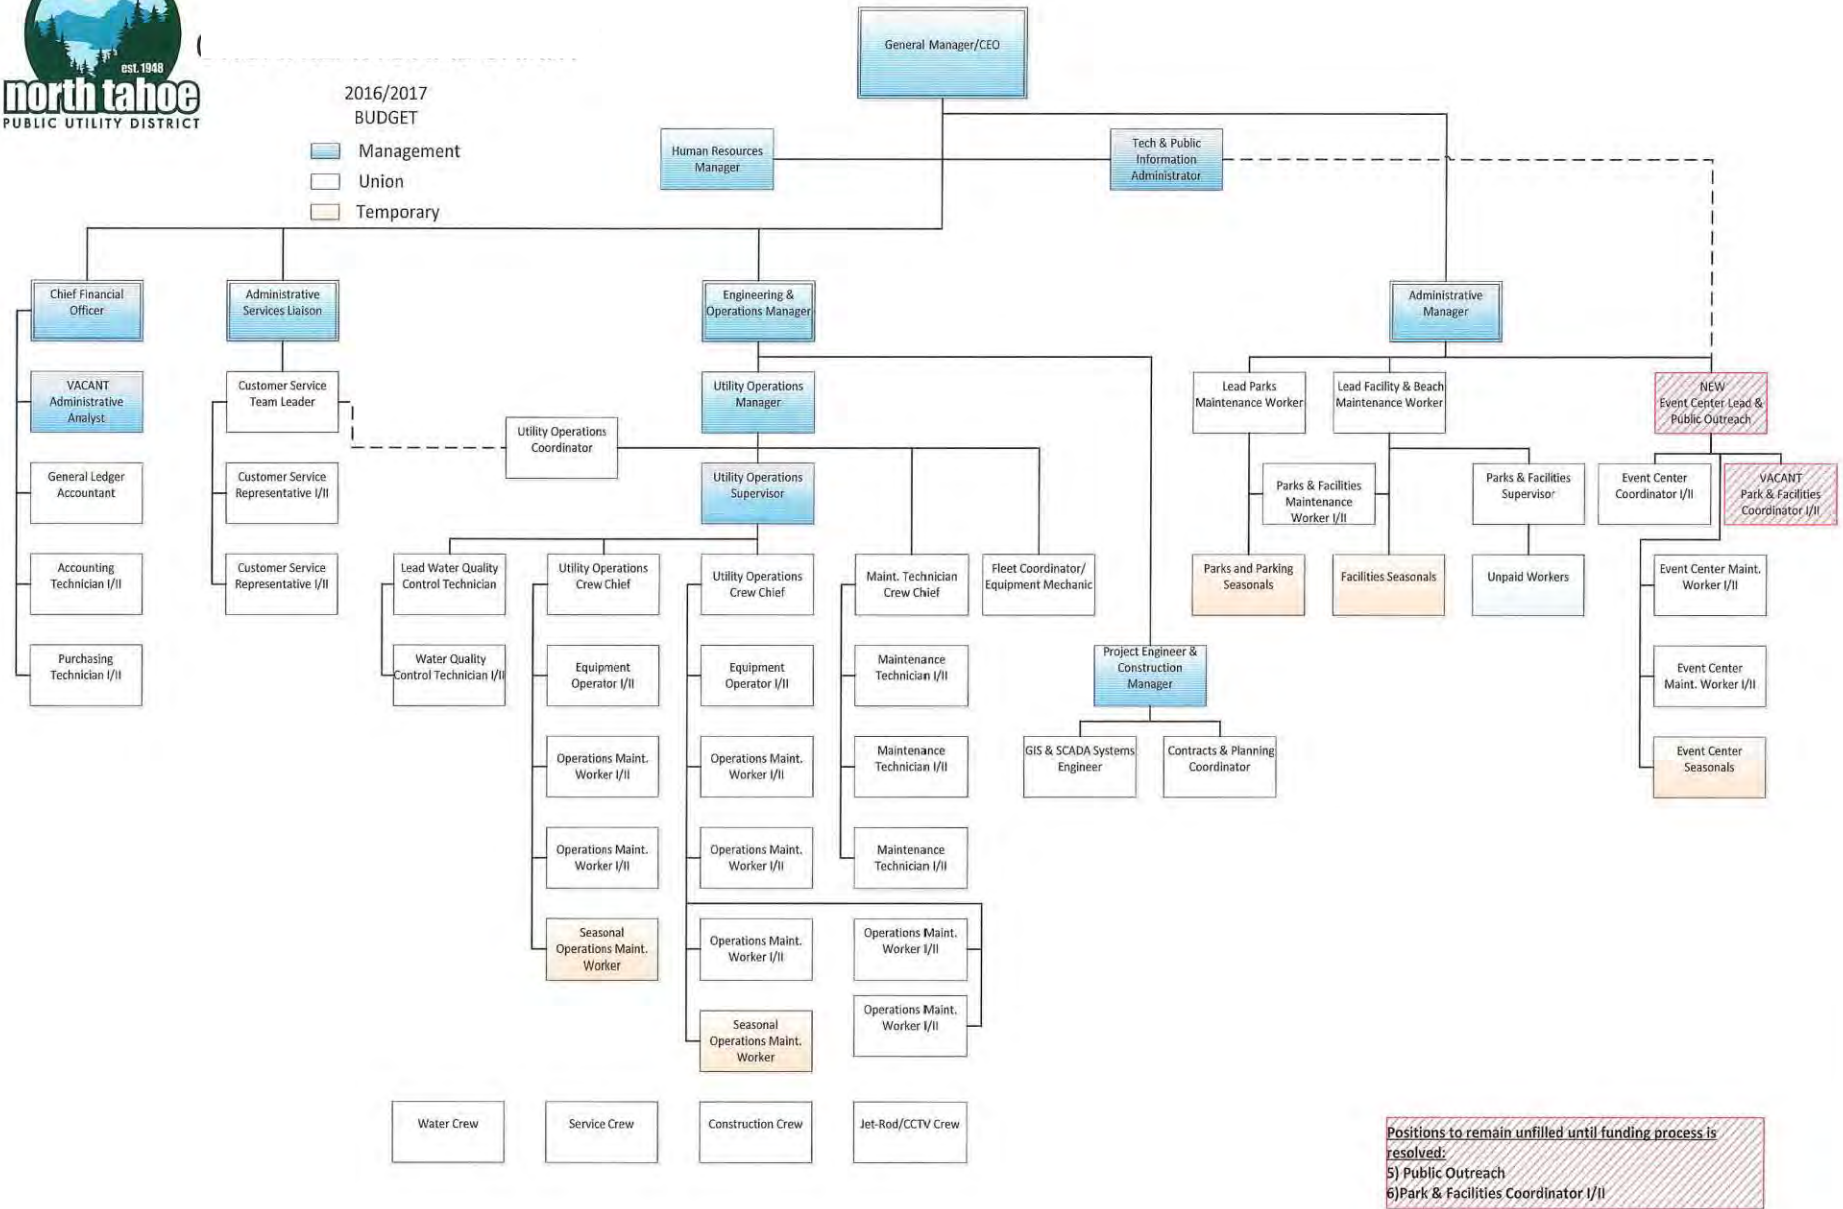 est. 1948
north tahoe
PUBLIC UTILITY DISTRICT
2016/2017
BUDGET
Management
Union
Temporary
General Manager/CEO
Human Resources
Manager
Tech & Public
Information
Administrator
Chief Financial
Officer
Administrative
Services Liaison
Engineering &
Operations Manager
Administrative
Manager
VACANT
Administrative
Analyst
Customer Service
Team Leader
Utility Operations
Coordinator
Utility Operations
Manager
Lead Parks
Maintenance Worker
Lead Facility & Beach
Maintenance Worker
NEW
Event Center Lead &
Public Outreach
General Ledger
Accountant
Customer Service
Representative I/II
Utility Operations
Supervisor
Parks & Facilities
Maintenance
Worker I/II
Parks & Facilities
Supervisor
Event Center
Coordinator I/II
VACANT
Park & Facilities
Coordinator I/II
Accounting
Technician I/II
Customer Service
Representative I/II
Lead Water Quality
Control Technician
Utility Operations
Crew Chief
Utility Operations
Crew Chief
Maint. Technician
Crew Chief
Fleet Coordinator/
Equipment Mechanic
Parks and Parking
Seasonals
Facilities Seasonals
Unpaid Workers
Event Center Maint.
Worker I/II
Purchasing
Technician I/II
Water Quality
Control Technician I/II
Equipment
Operator I/II
Equipment
Operator I/II
Maintenance
Technician I/II
Project Engineer &
Construction
Manager
Event Center
Maint. Worker I/II
Operations Maint.
Worker I/II
Operations Maint.
Worker I/II
Maintenance
Technician I/II
GIS & SCADA Systems
Engineer
Contracts & Planning
Coordinator
Event Center
Seasonals
Operations Maint.
Worker I/II
Operations Maint.
Worker I/II
Maintenance
Technician I/II
Seasonal
Operations Maint.
Worker
Operations Maint.
Worker I/II
Operations Maint.
Worker I/II
Seasonal
Operations Maint.
Worker
Operations Maint.
Worker I/II
Water Crew
Service Crew
Construction Crew
Jet-Rod/CCTV Crew
Positions to remain unfilled until funding process is
resolved:
5) Public Outreach
6)Park & Facilities Coordinator I/II